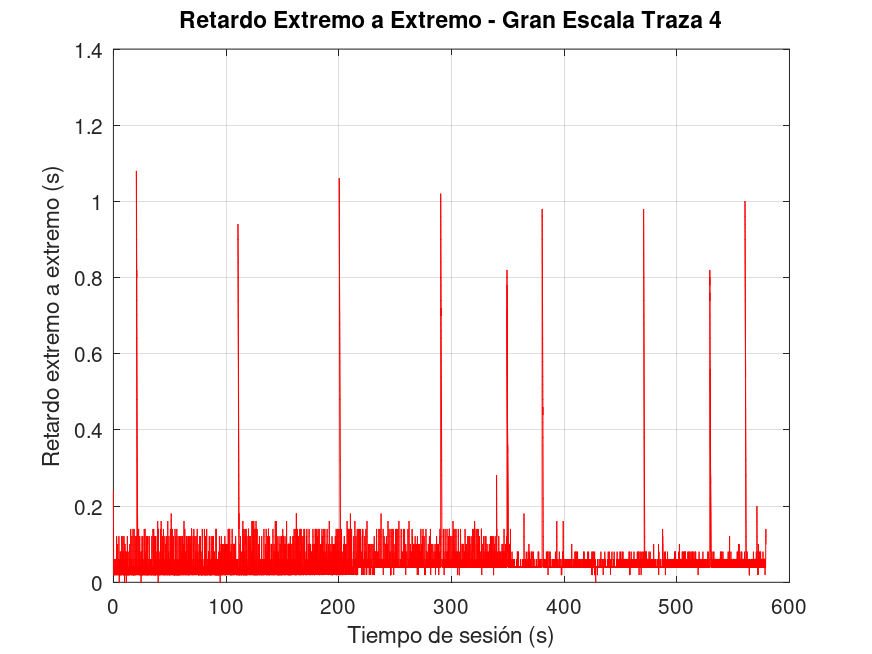 Retardo Extremo a Extremo - Gran Escala Traza 4
1.4
1.2
1
0.8
0.6
0.4
0.2
0
Retardo extremo a extremo (s)
0 100 200 300 400 500 600
Tiempo de sesión (s)